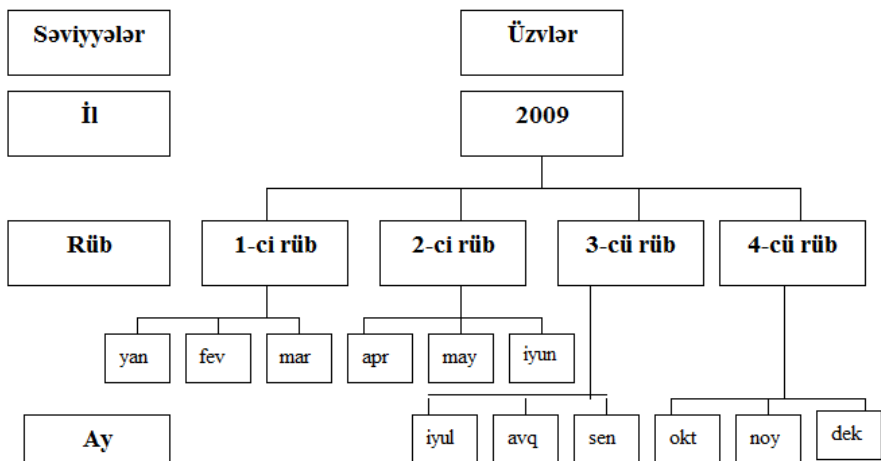 Səviyyələr
Üzvlər
İl
2009
Rüb
1-ci rüb
2-ci rüb
3-cü rüb
4-cü rüb
yan
fev
mar
apr
may
iyun
Ay
iyul
avq
sen
okt
noy
dek